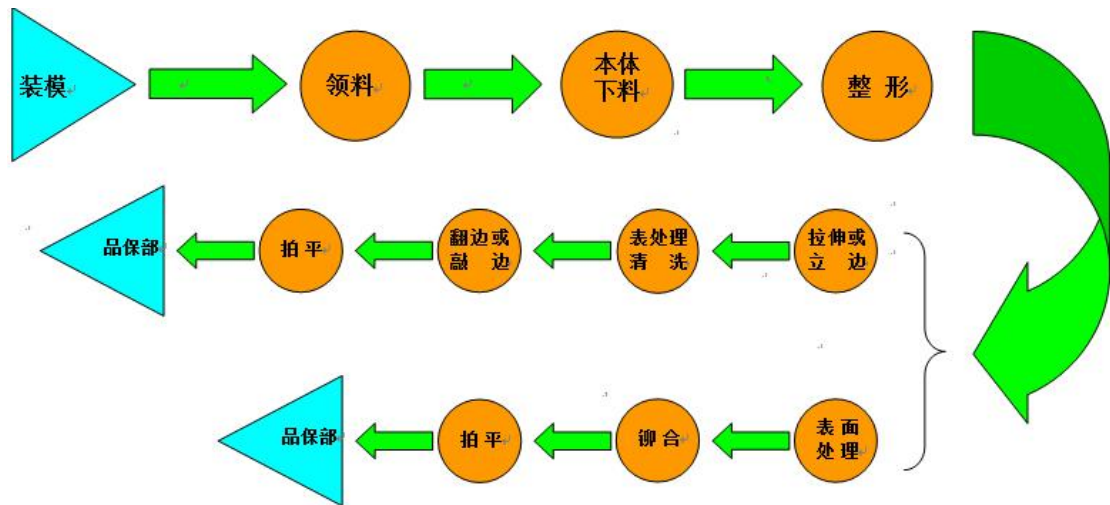 装模
领料
本体
下料
整 形
品保部
拍 平
翻边或
敲 边
表处理
清 洗
拉伸或
立 边
品保部
拍 平
铆 合
表 面
处 理